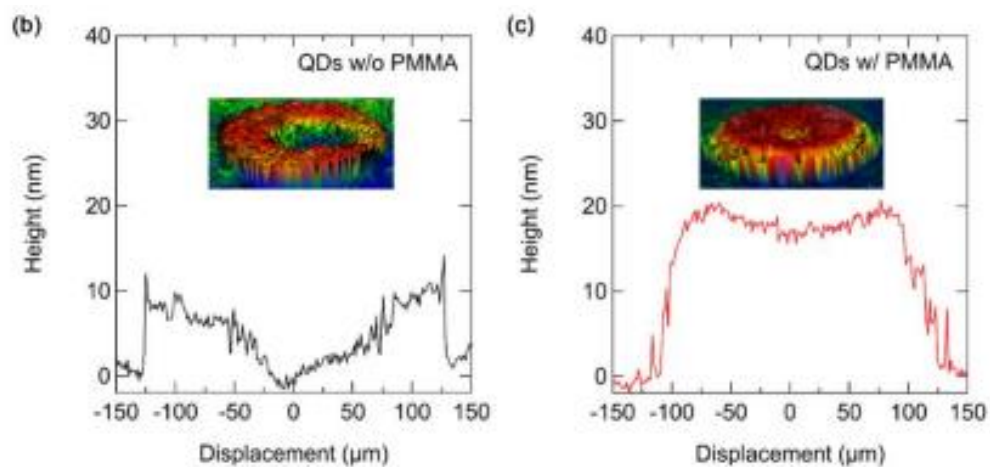 (b)
40
30
20
10
0
Height (nm)
QDs w/o PMMA
-150 -100 -50 0 50 100 150
Displacement (µm)
(c)
40
30
20
10
0
Height (nm)
QDs w/ PMMA
-150 -100 -50 0 50 100 150
Displacement (µm)